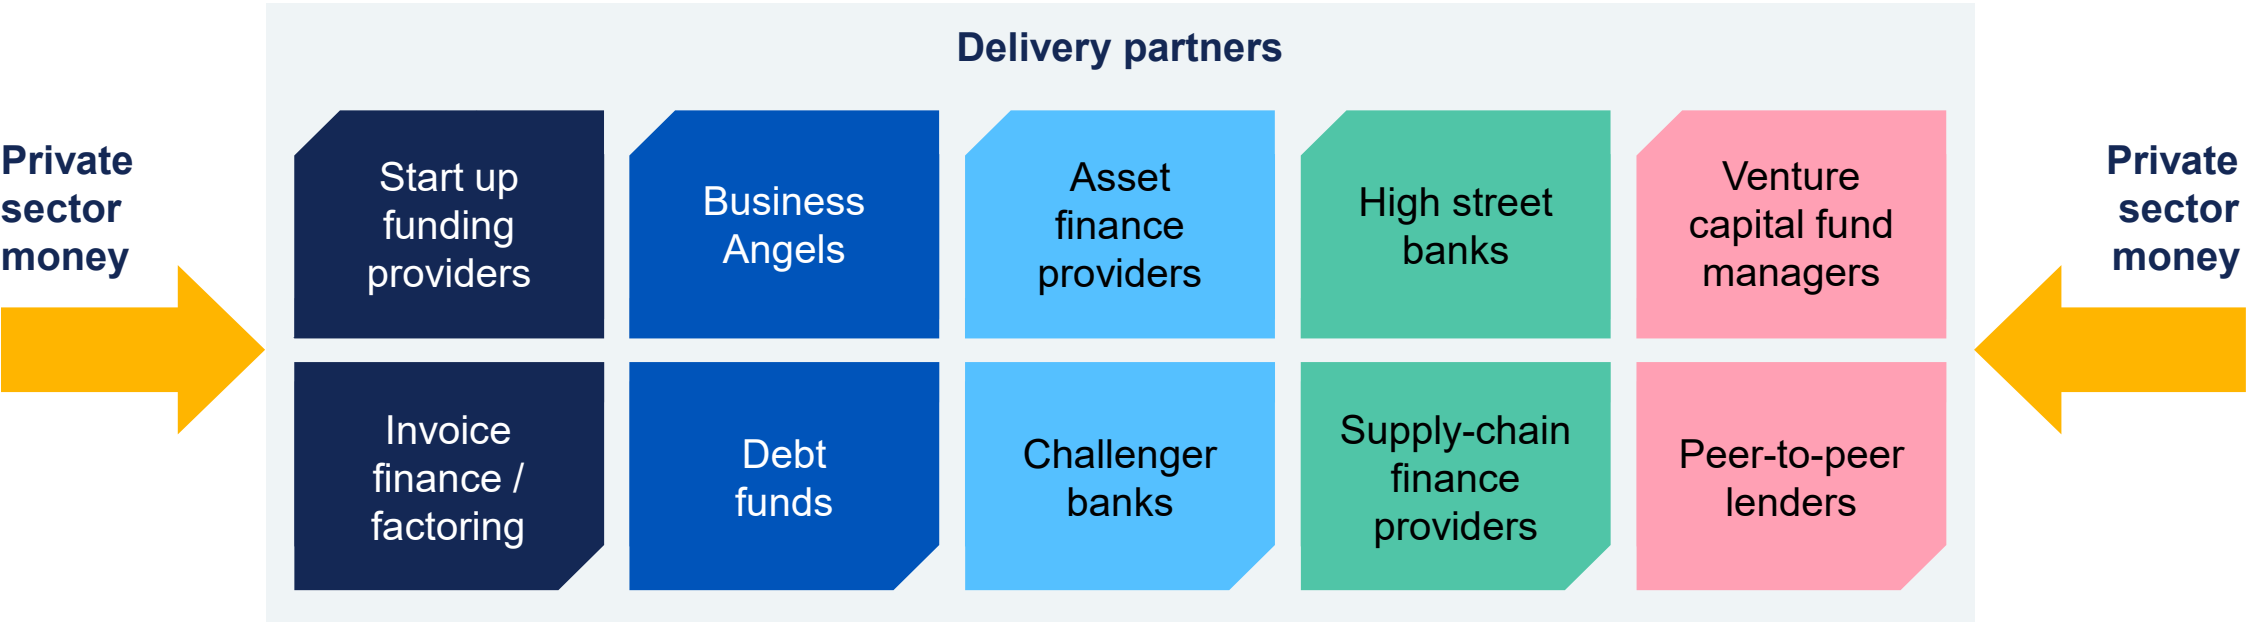 Delivery partners
Private
sector
money
Start up
funding
providers
Business
Angels
Asset
finance
providers
High street
banks
Venture
capital fund
managers
Private
sector
money
Invoice
finance /
factoring
Debt
funds
Challenger
banks
Supply-chain
finance
providers
Peer-to-peer
lenders